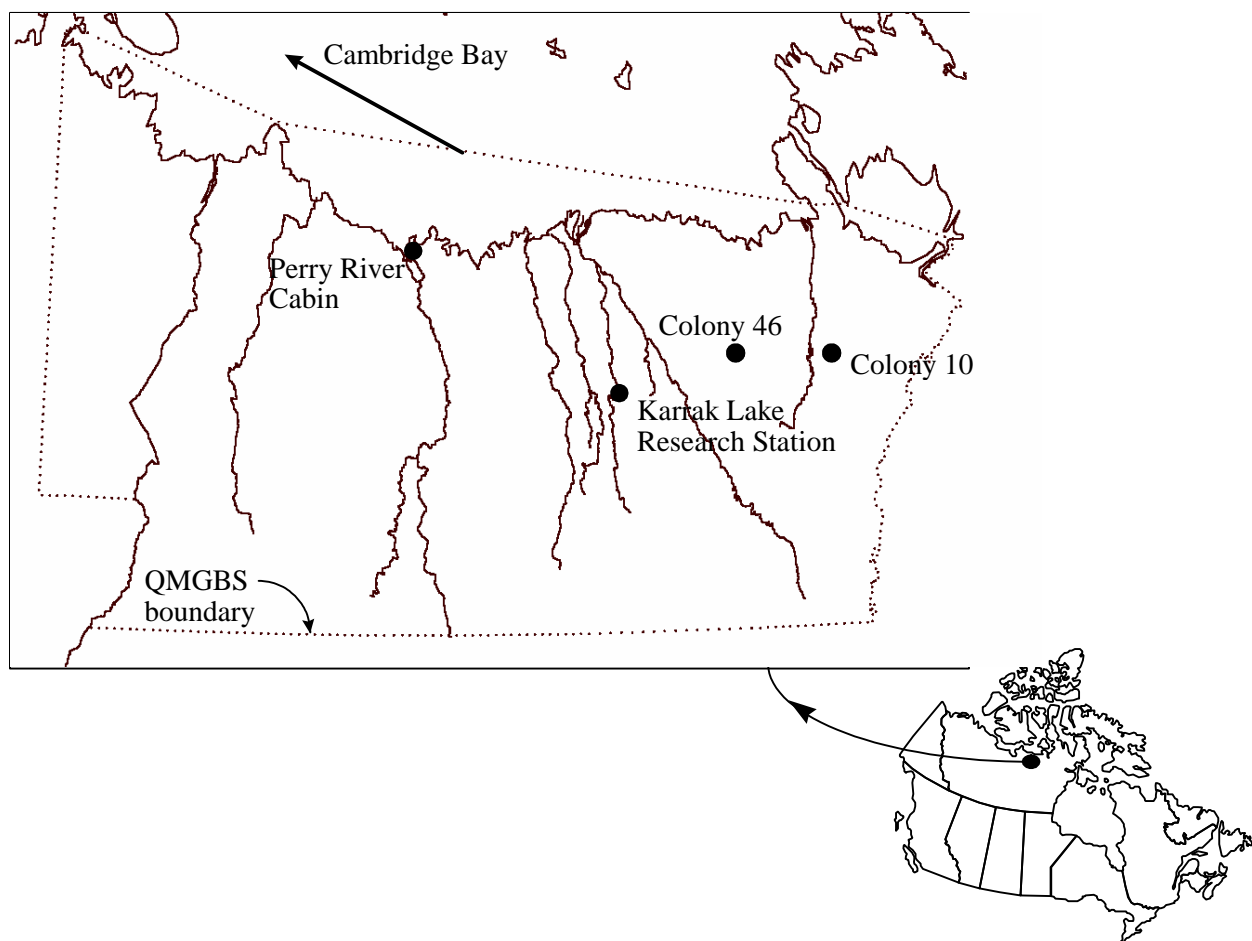 Cambridge Bay
Perry River
Cabin
Colony 46
Colony 10
Karrak Lake
Research Station
QMGBS
boundary